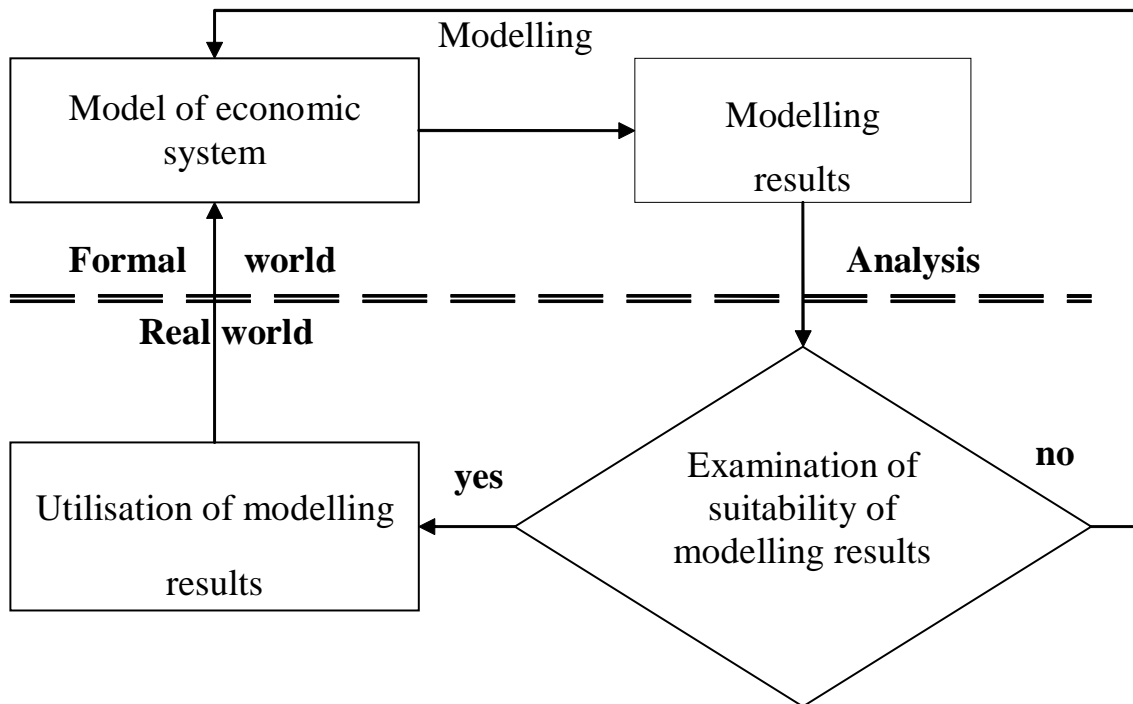 Modelling
Model of economic
system
Modelling
results
Formal world
Analysis
Real world
yes
Examination of
suitability of
modelling results
no
Utilisation of modelling
results